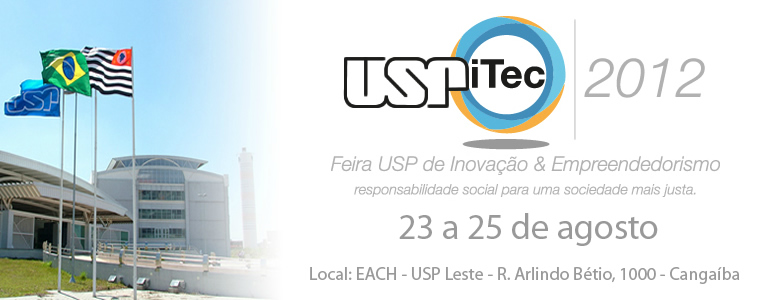 USP
USPiTec
2012
Feira USP de Inovação & Empreendedorismo
responsabilidade social para uma sociedade mais justa.
23 a 25 de agosto
Local: EACH - USP Leste - R. Arlindo Bétio, 1000 - Cangaíba